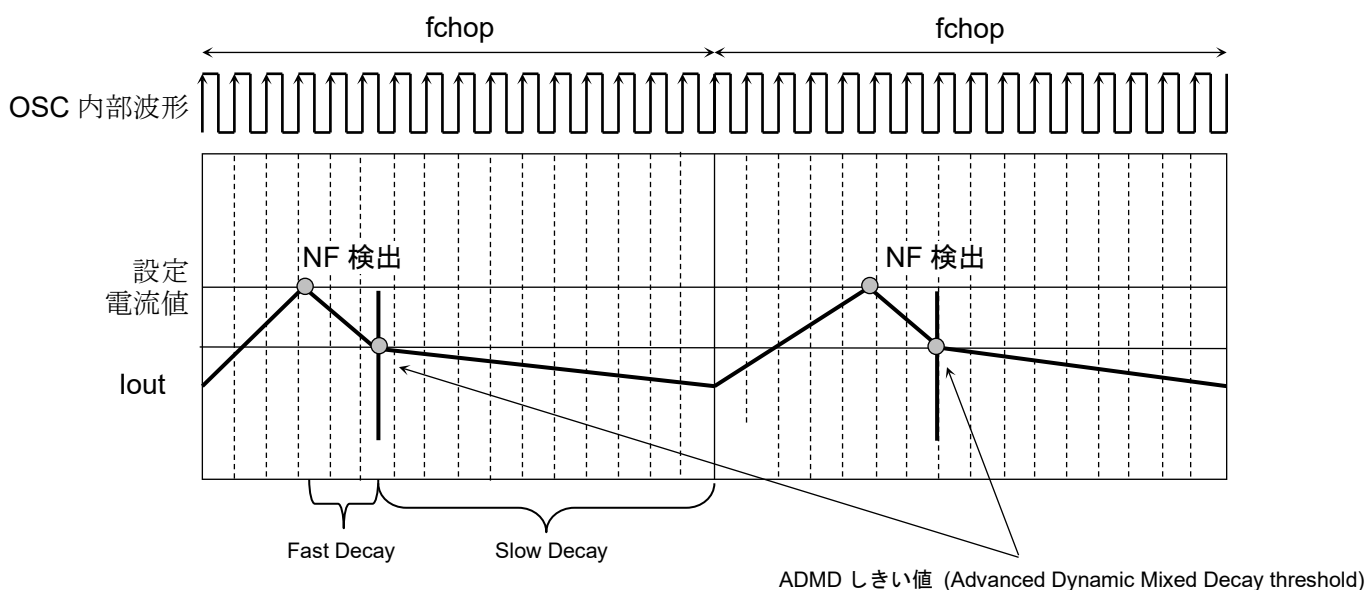 fchop
fchop
OSC 内部波形
NF 検出
NF 検出
設定
電流値
Iout
Fast Decay
Slow Decay
ADMD しきい値 (Advanced Dynamic Mixed Decay threshold)